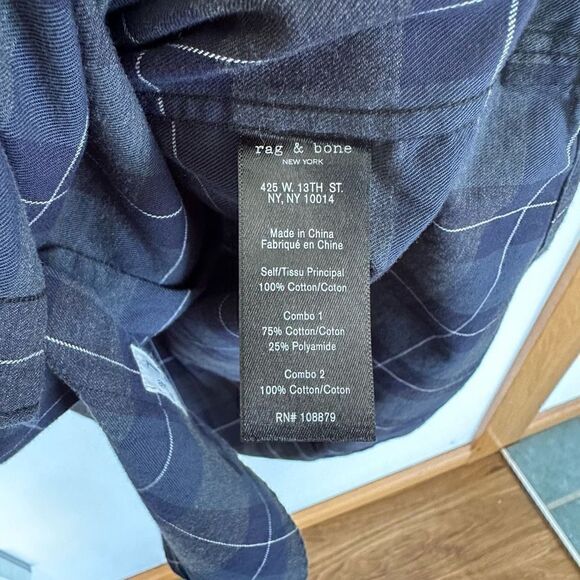 rag & bone
NEW YORK
425 W. 13TH ST.
NY, NY 10014
Made in China
Fabriqué en Chine
Self/Tissu Principal
100% Cotton/Coton
Combo 1
75% Cotton/Coton
25% Polyamide
Combo 2
100% Cotton/Coton
RN# 108879